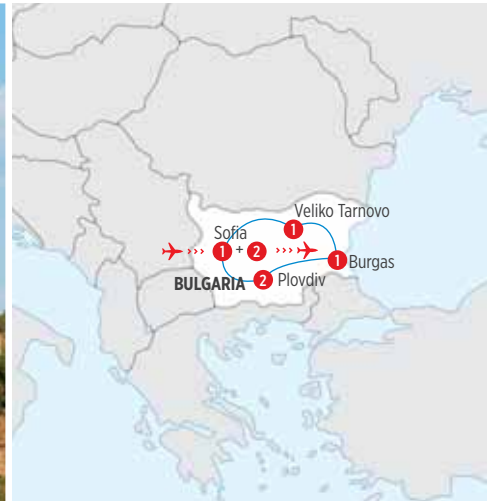 Veliko Tarnovo
1
Sofia
1 + 2
1 Burgas
BULGARIA
2 Plovdiv